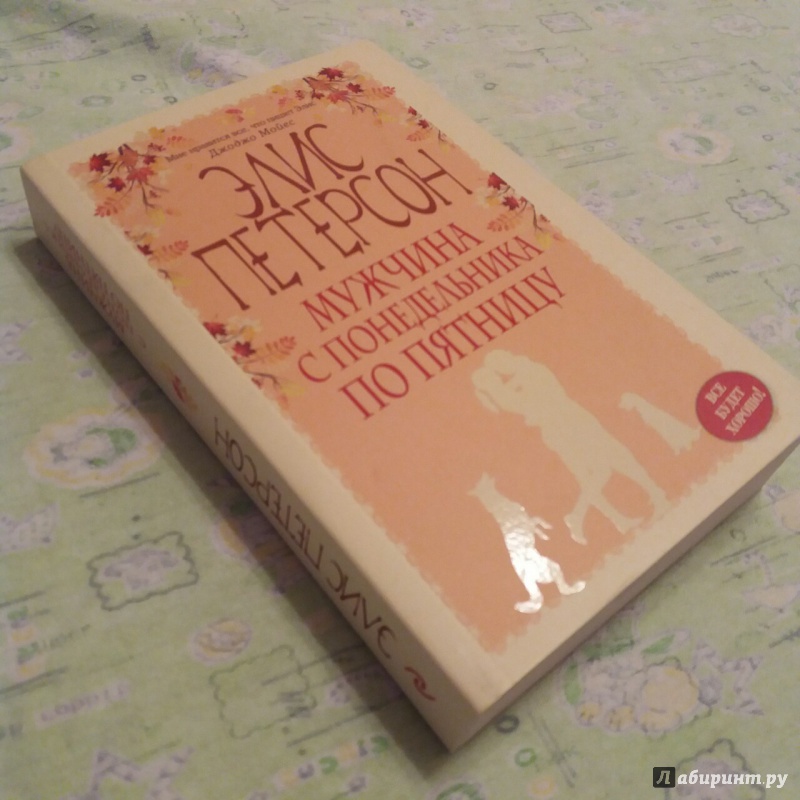 Мне нравится все, что пишет Элис.
Джоджо Мойес
ЭЛИС
ПЕТЕРСОН
МУЖЧИНА
С ПОНЕДЕЛЬНИКА
ПО ПЯТНИЦУ
ВСЕ
БУДЕТ
ХОРОШО!
ЭЛИС ПЕТЕРСОН
Лабиринт.ру